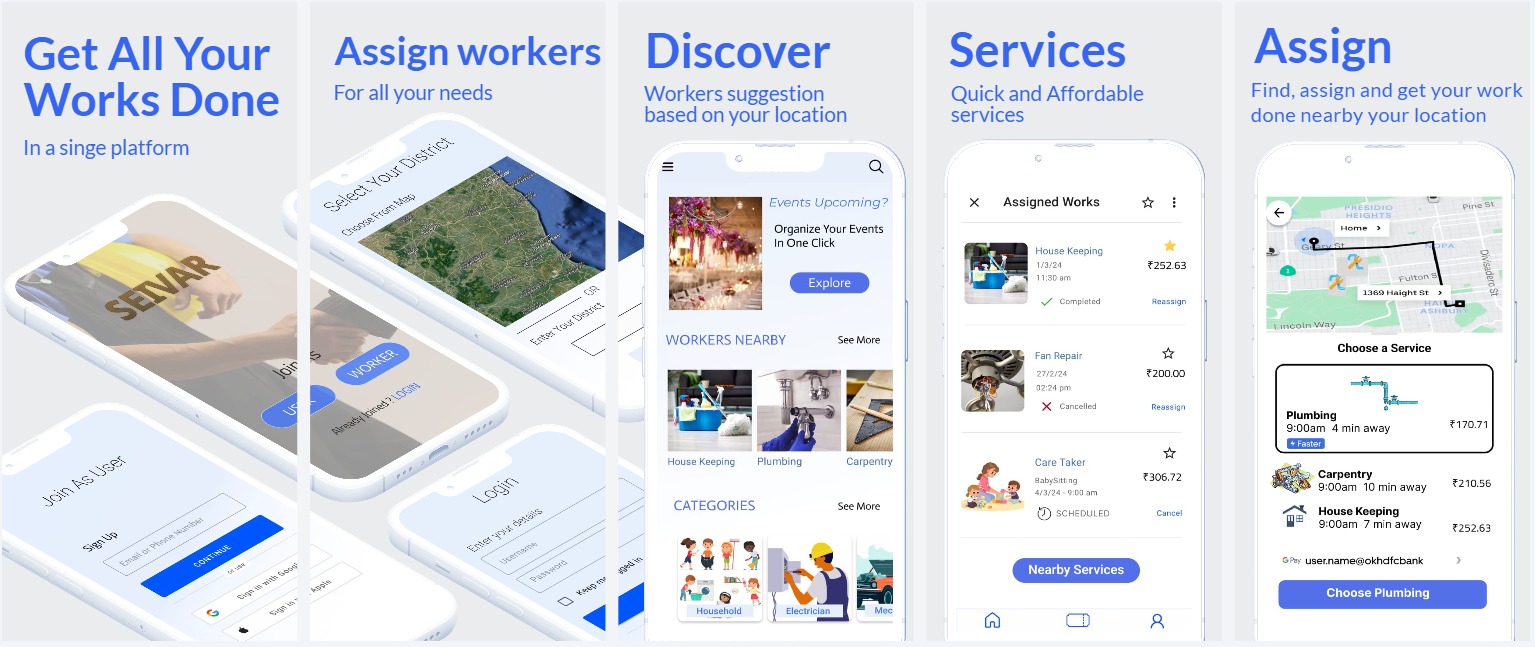 Get All Your
Works Done
In a singe platform
SEIVAR
Join As
USER
WORKER
Already Joined ? LOGIN
Join As User
Sign Up
Email or Phone Number
CONTINUE
or use
Sign in with Google
Sign in with Apple
Assign workers
For all your needs
Select Your District
Choose From Map
OR
Enter Your District
Login
Enter your details
Username
Password
Keep me logged in
Discover
Workers suggestion
based on your location
Events Upcoming?
Organize Your Events
In One Click
Explore
WORKERS NEARBY
See More
House Keeping
Plumbing
Carpentry
CATEGORIES
See More
Household
Electrician
Mec
Services
Quick and Affordable
services
Assigned Works
House Keeping
1/3/24
₹252.63
11:30 am
Completed
Reassign
Fan Repair
27/2/24
₹200.00
02:24 pm
Cancelled
Reassign
Care Taker
BabySitting
₹306.72
4/3/24 - 9:00 am
SCHEDULED
Cancel
Nearby Services
Assign
Find, assign and get your work
done nearby your location
PRESIDIO
HEIGHTS
Pine St
Home >
Geary St
NOPA
Divisadero St
Fulton S
1369 Haight St >
HAIGHT
ASHBURY
Lincoln Way
Choose a Service
Plumbing
9:00am 4 min away
₹170.71
Faster
Carpentry
9:00am 10 min away
₹210.56
House Keeping
9:00am 7 min away
₹252.63
G Pay user.name@okhdfcbank >
Choose Plumbing